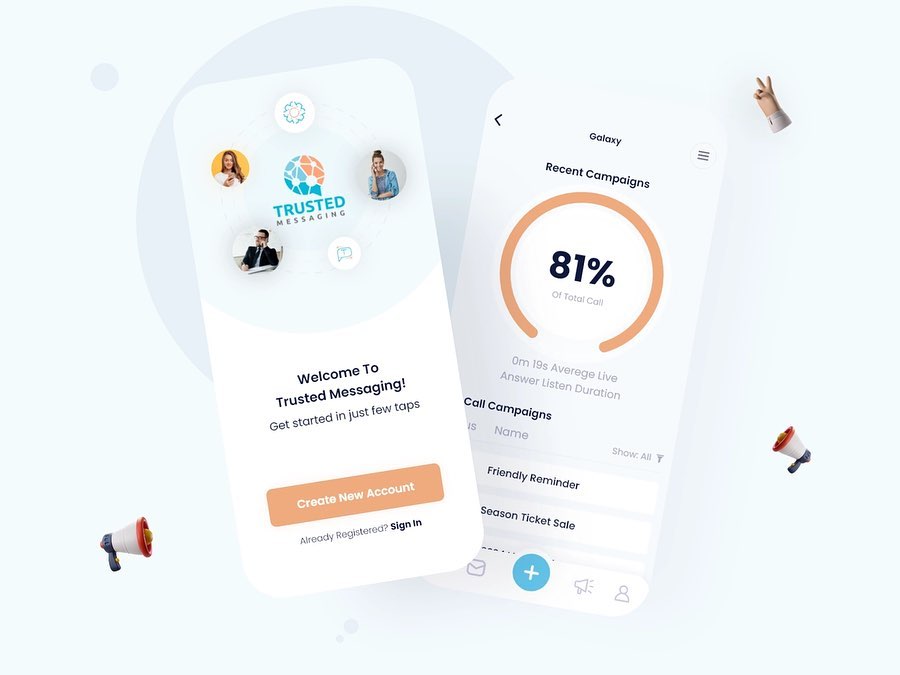 TRUSTED
MESSAGING
Welcome To
Trusted Messaging!
Get started in just few taps
Create New Account
Already Registered? Sign In
Galaxy
Recent Campaigns
81%
Of Total Call
0m 19s Averege Live
Answer Listen Duration
Call Campaigns
us Name
Show: All
Friendly Reminder
Season Ticket Sale